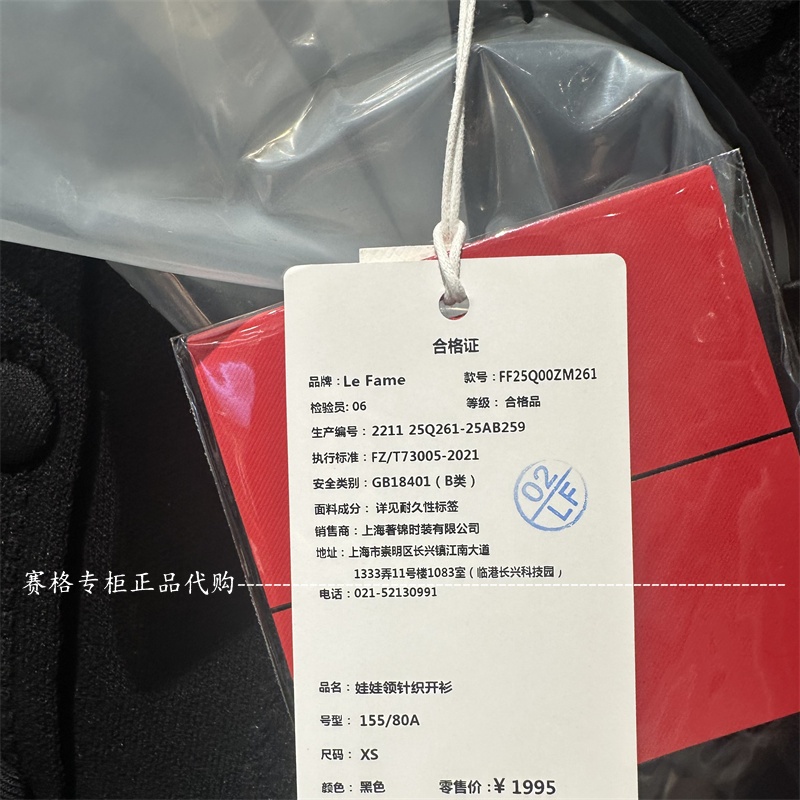 合格证
品牌：Le Fame 款号：FF25Q00ZM261
检验员: 06 等级： 合格品
生产编号： 2211 25Q261-25AB259
执行标准：FZ/T73005-2021
安全类别：GB18401（B类）
面料成分： 详见耐久性标签
02
LF
销售商：上海著锦时装有限公司
地址：上海市崇明区长兴镇江南大道
1333弄11号楼1083室（临港长兴科技园）
赛格专柜正品代购
电话：021-52130991
品名：娃娃领针织开衫
号型： 155/80A
尺码： XS
颜色： 黑色 零售价：¥ 1995